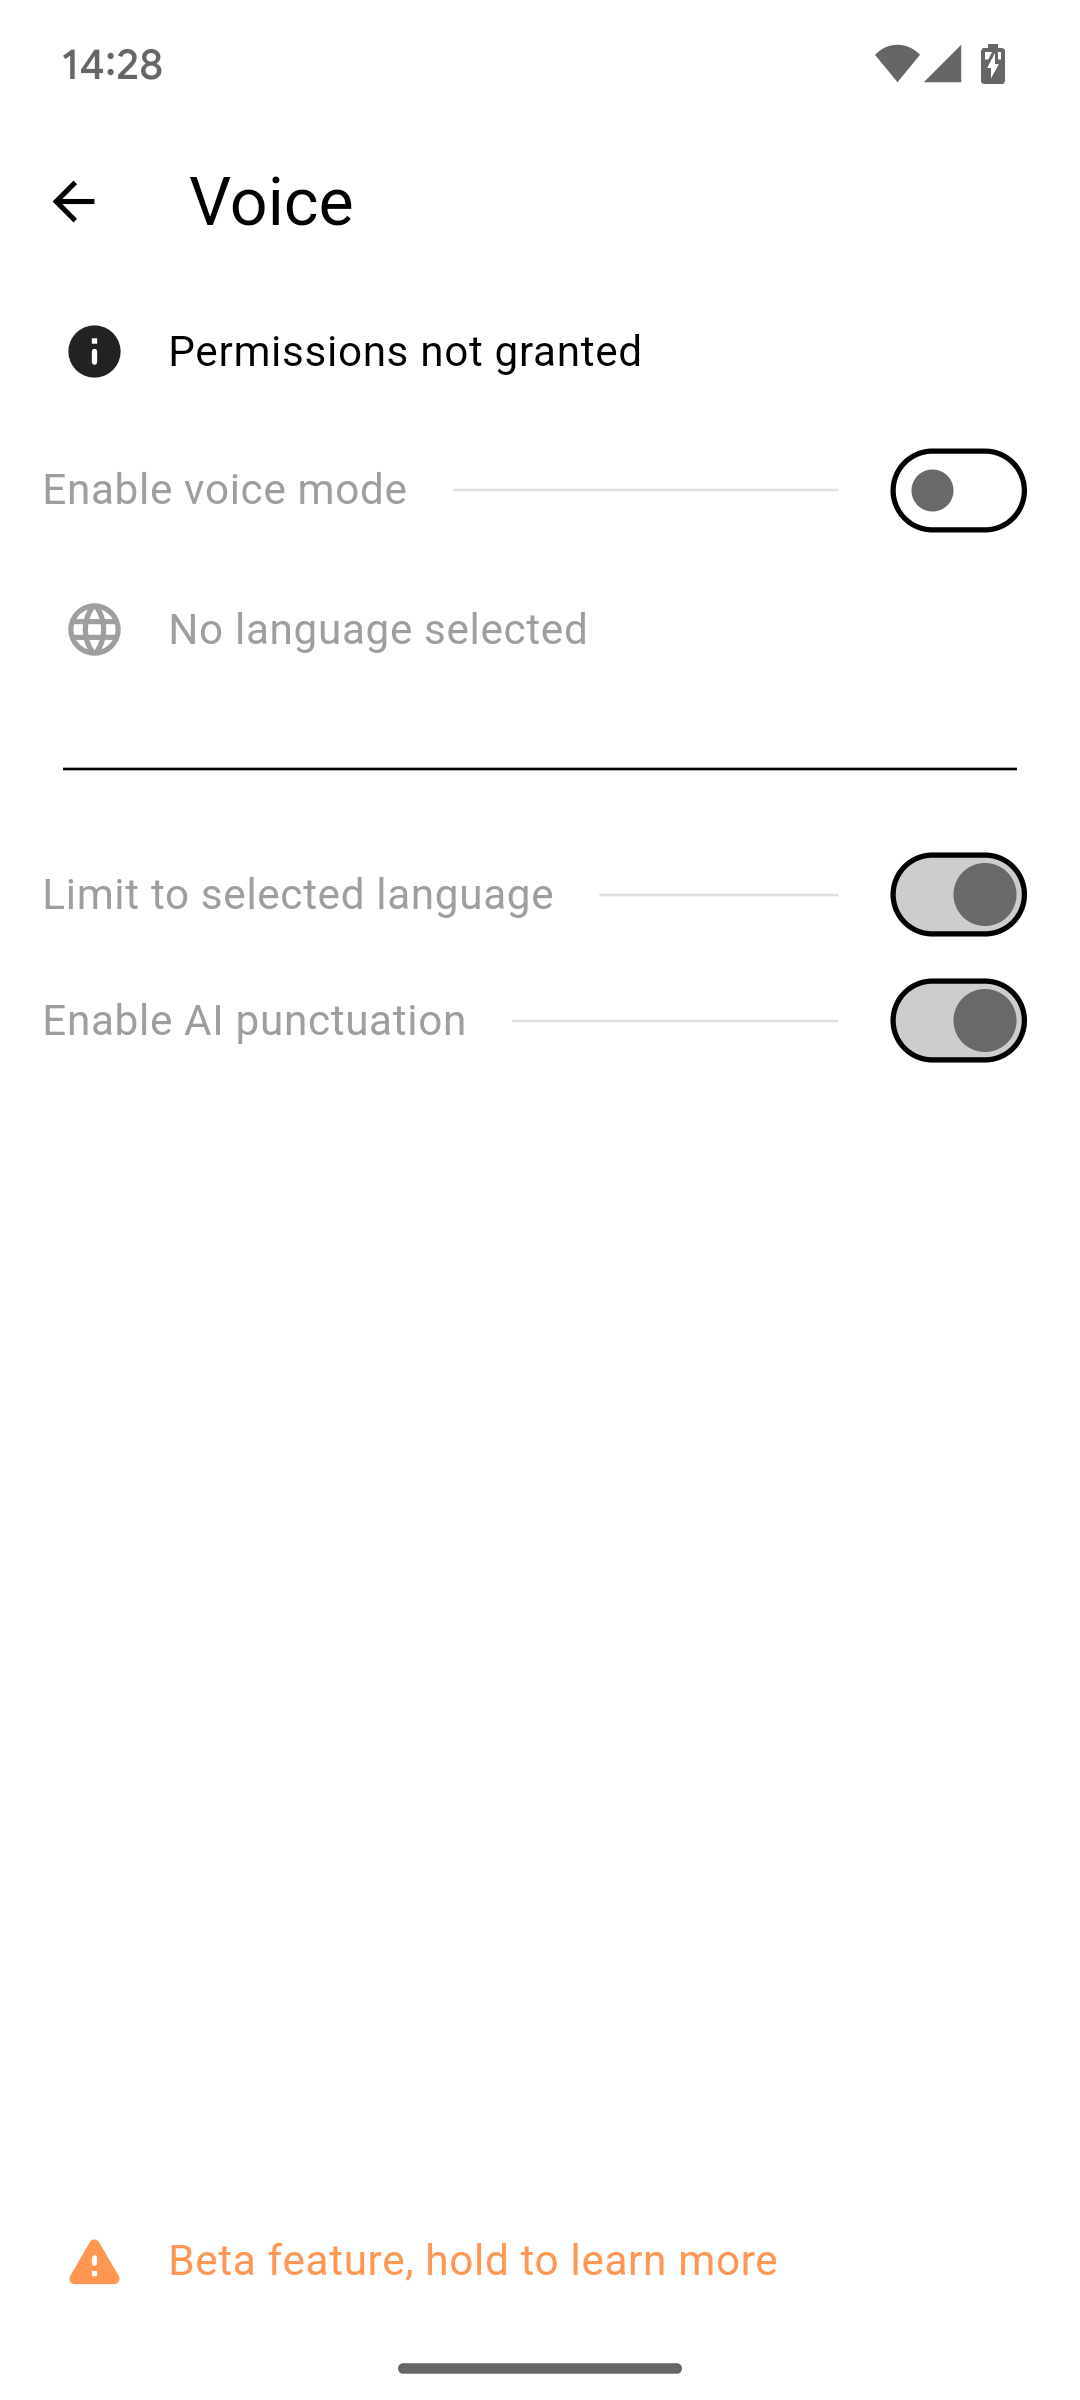 14:28
Voice
Permissions not granted
Enable voice mode
No language selected
Limit to selected language
Enable AI punctuation
Beta feature, hold to learn more